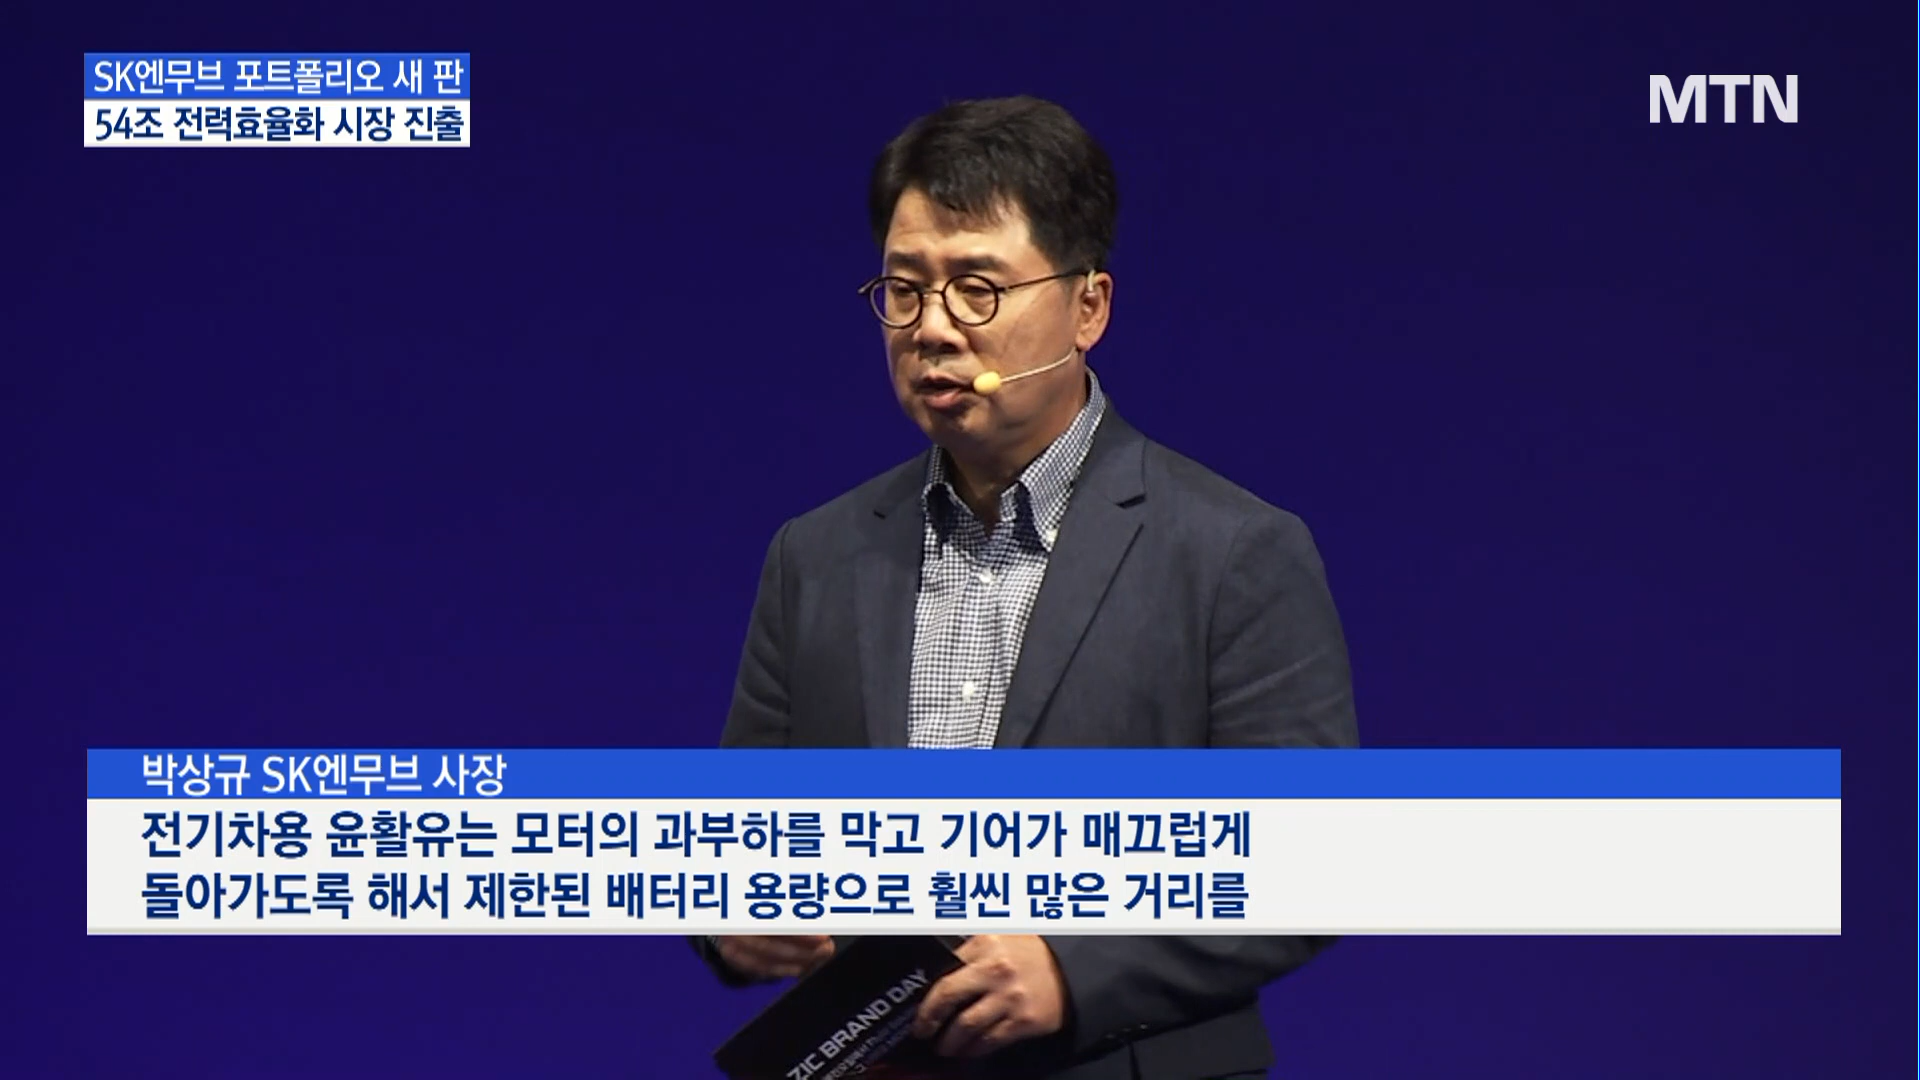 SK엔무브 포트폴리오 새 판
54조 전력효율화 시장 진출
MTN
박상규 SK엔무브 사장
전기차용 윤활유는 모터의 과부하를 막고 기어가 매끄럽게
돌아가도록 해서 제한된 배터리 용량으로 훨씬 많은 거리를
ZIC BRAND DAY